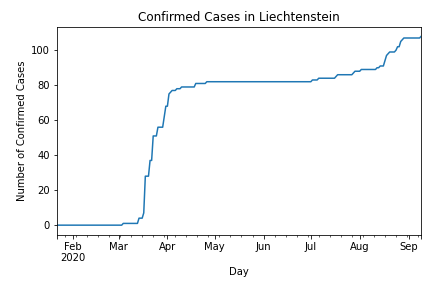 Confirmed Cases in Liechtenstein
Number of Confirmed Cases
100
80
60
40
20
0
Feb Mar Apr May Jun Jul Aug Sep
2020
Day